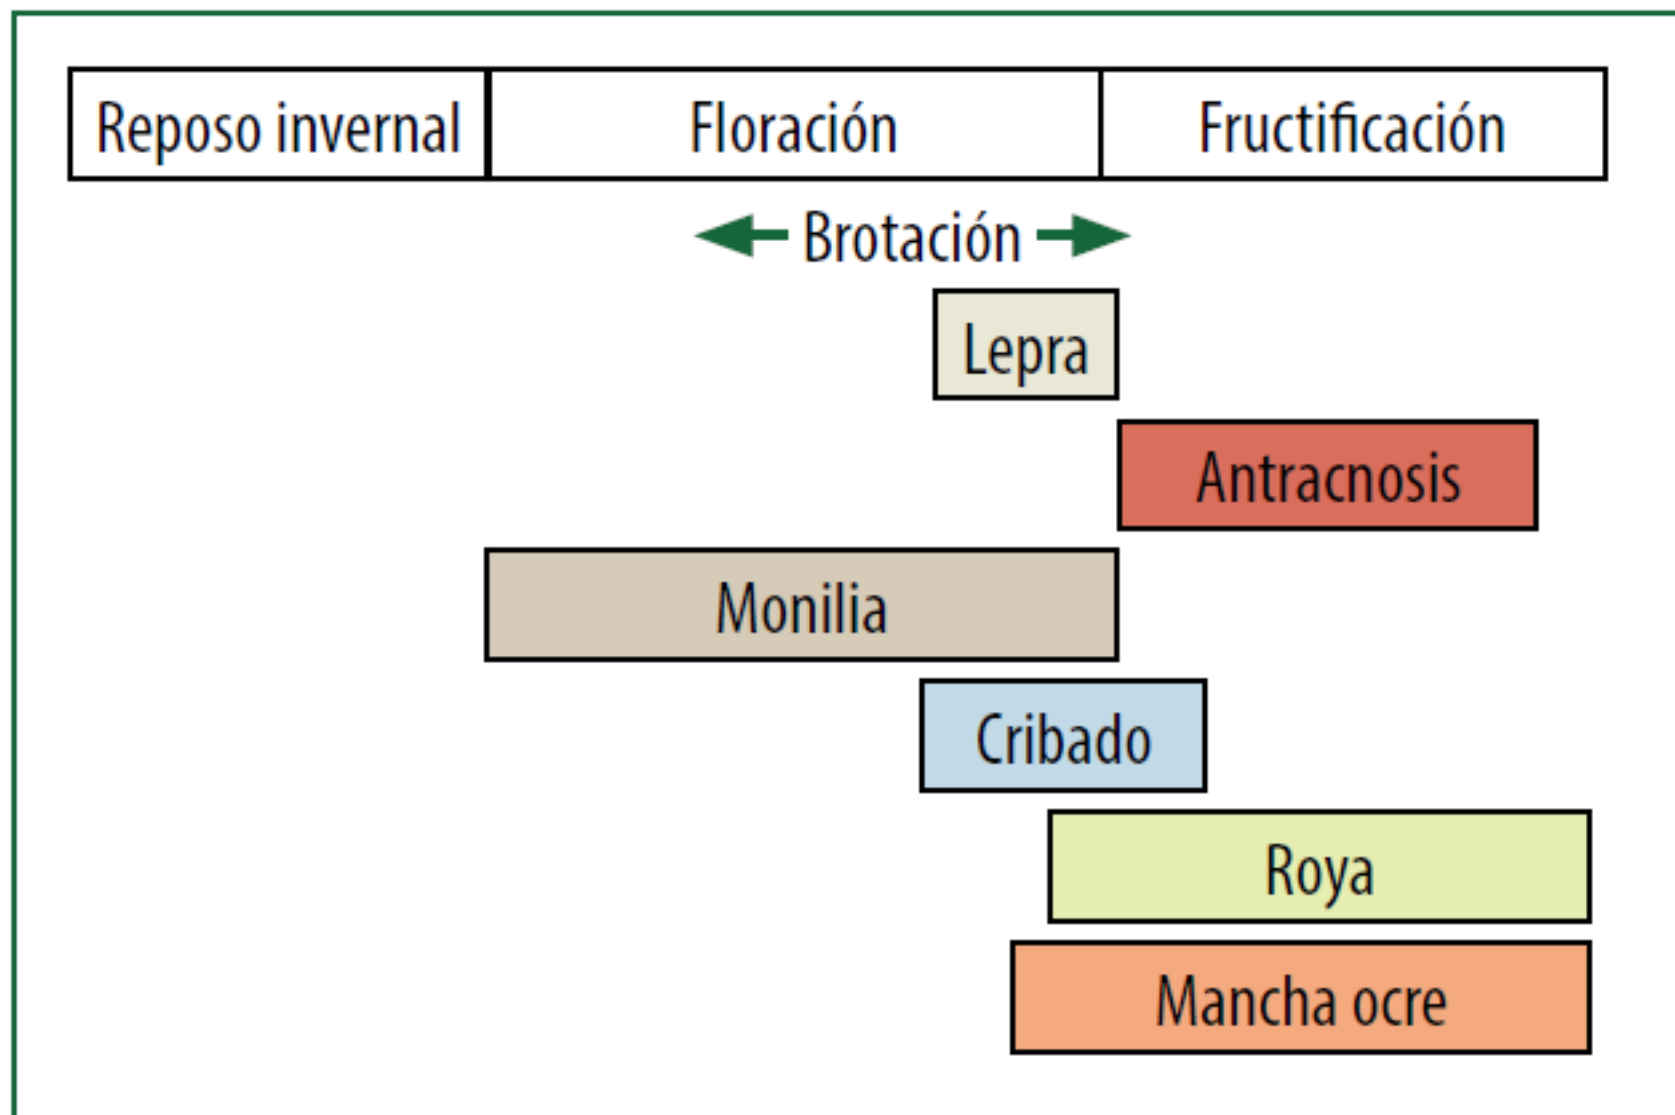 Reposo invernal Floración Fructificación
Brotación
Lepra
Antracnosis
Monilia
Cribado
Roya
Mancha ocre